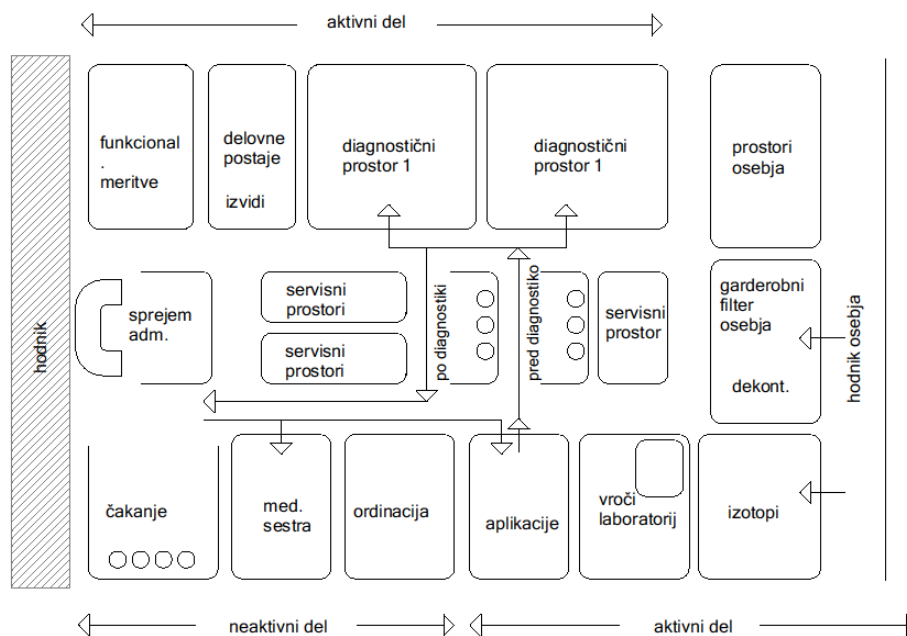 aktivni del
funkcional
.
meritve
delovne
postaje
izvidi
diagnostični
prostor 1
diagnostični
prostor 1
prostori
osebja
hodnik
sprejem
adm.
servisni
prostori
servisni
prostori
po diagnostiki
pred diagnostiko
servisni
prostor
garderobni
filter
osebja
dekont.
hodnik osebja
čakanje
med.
sestra
ordinacija
aplikacije
vroči
laboratorij
izotopi
neaktivni del
aktivni del